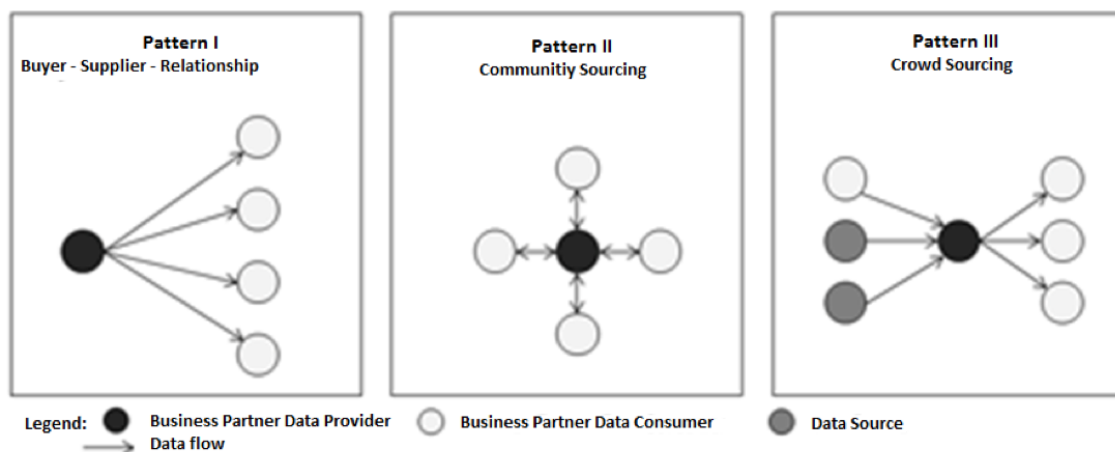 Pattern I
Buyer - Supplier - Relationship
Pattern II
Communitiy Sourcing
Pattern III
Crowd Sourcing
Legend: Business Partner Data Provider Business Partner Data Consumer Data Source
Data flow